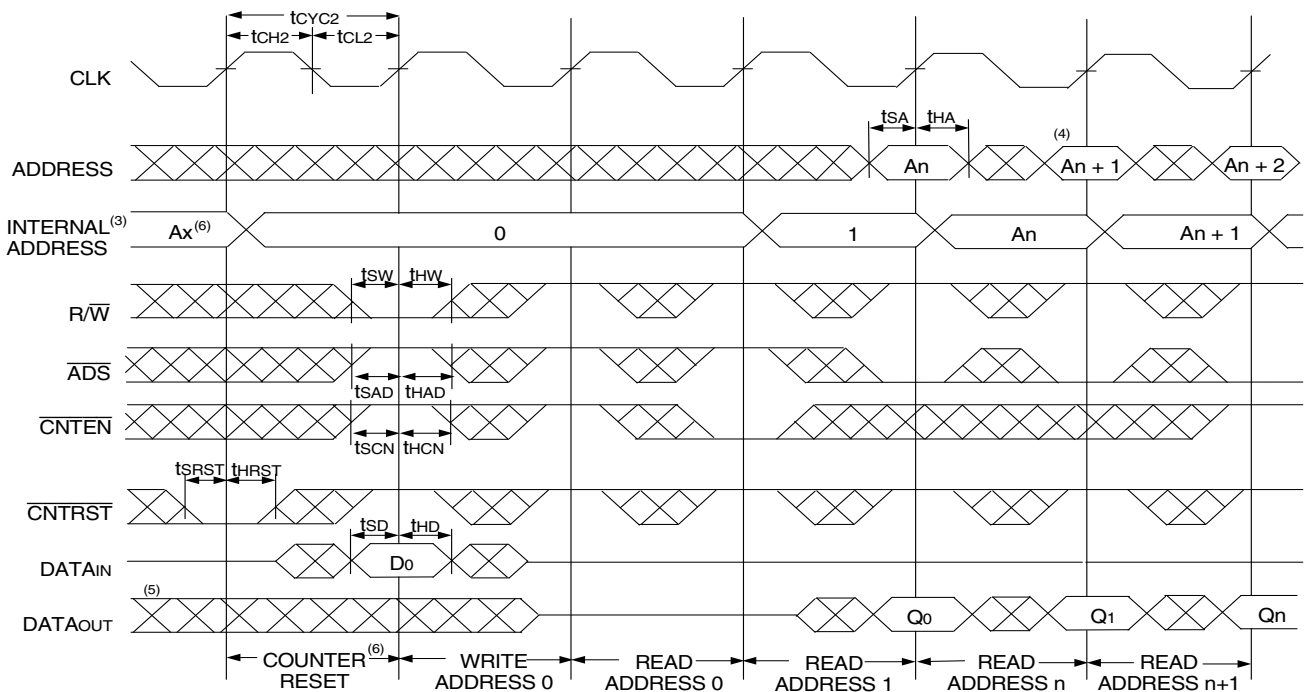 tCYC2
tCH2 tCL2
CLK
tSA tHA
(4)
ADDRESS An An + 1 An + 2
INTERNAL(3) Ax(6) 0 1 An An + 1
ADDRESS
tSW tHW
R/W̅
A̅D̅S̅
tSAD tHAD
C̅N̅T̅E̅N̅
tSCN tHCN
tSRST tHRST
C̅N̅T̅R̅S̅T̅
tSD tHD
DATAIN D0
(5)
DATAOUT Q0 Q1 Qn
COUNTER(6) WRITE READ READ READ READ
RESET ADDRESS 0 ADDRESS 0 ADDRESS 1 ADDRESS n ADDRESS n+1